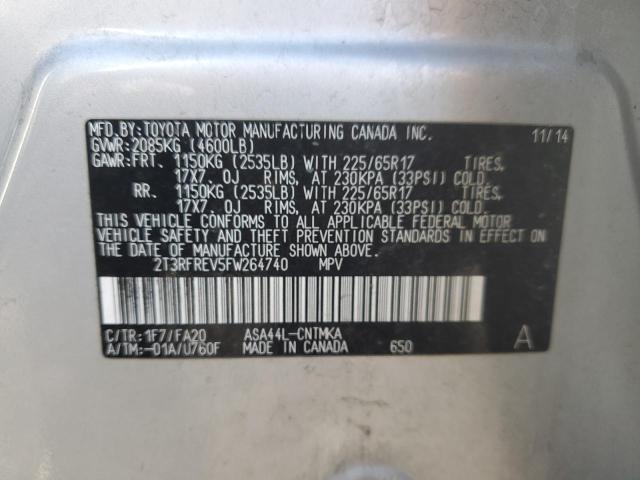 MFD.BY:TOYOTA MOTOR MANUFACTURING CANADA INC. 11/14
GVWR:2085KG (4600LB)
GAWR:FRT. 1150KG (2535LB) WITH 225/65R17 TIRES,
17X7.0J RIMS, AT 230KPA (33PSI) COLD.
RR. 1150KG (2535LB) WITH 225/65R17 TIRES,
17X7.0J RIMS, AT 230KPA (33PSI) COLD.
THIS VEHICLE CONFORMS TO ALL APPLICABLE FEDERAL MOTOR
VEHICLE SAFETY AND THEFT PREVENTION STANDARDS IN EFFECT ON
THE DATE OF MANUFACTURE SHOWN ABOVE.
2T3RFREV5FW264740 MPV
C/TR:1F7/FA20 ASA44L-CNTMKA
A/TM:-01A/U760F MADE IN CANADA 650 A